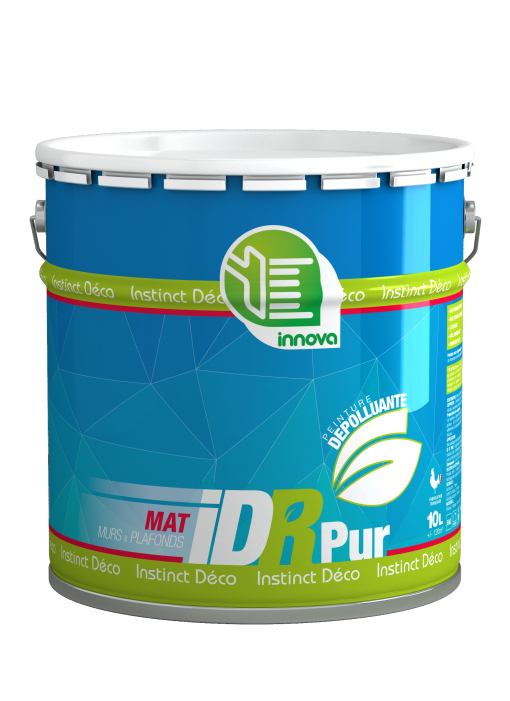 innova
Instinct Déco Instinct Déco Instinct Déco
PEINTURE
DÉPOLLUANTE
MAT
MURS & PLAFONDS
iDR Pur
10L
Instinct Déco Instinct Déco Instinct Déco Instinct Déco